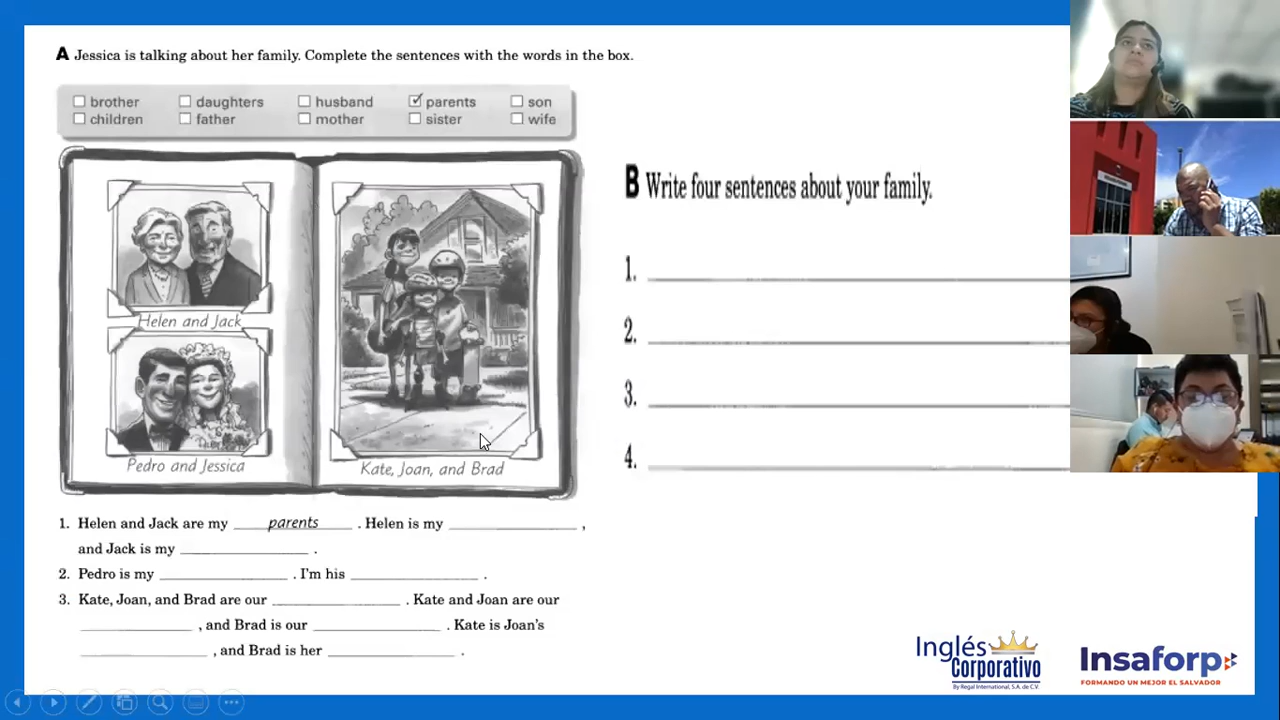 A Jessica is talking about her family. Complete the sentences with the words in the box.
brother daughters husband parents son
children father mother sister wife
Helen and Jack
Pedro and Jessica
Kate, Joan, and Brad
1. Helen and Jack are my parents . Helen is my ,
and Jack is my .
2. Pedro is my . I'm his .
3. Kate, Joan, and Brad are our . Kate and Joan are our
, and Brad is our . Kate is Joan's
, and Brad is her .
B Write four sentences about your family.
1.
2.
3.
4.
Inglés
Corporativo
By Regal International, S.A. de C.V.
Insaforp
FORMANDO UN MEJOR EL SALVADOR